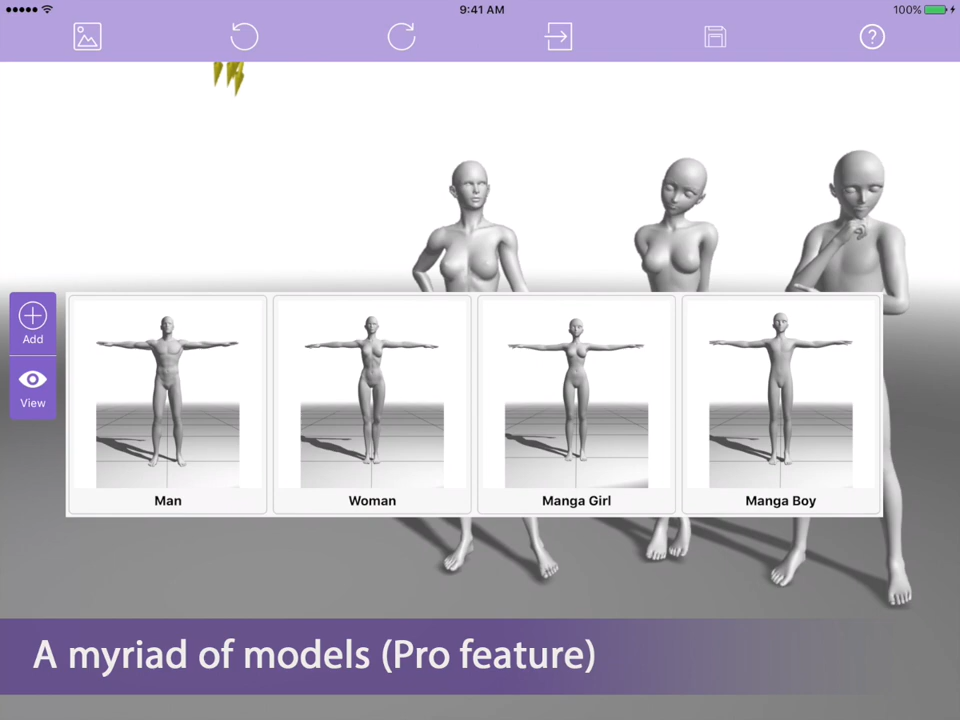 9:41 AM
100%
Add
View
Man
Woman
Manga Girl
Manga Boy
A myriad of models (Pro feature)